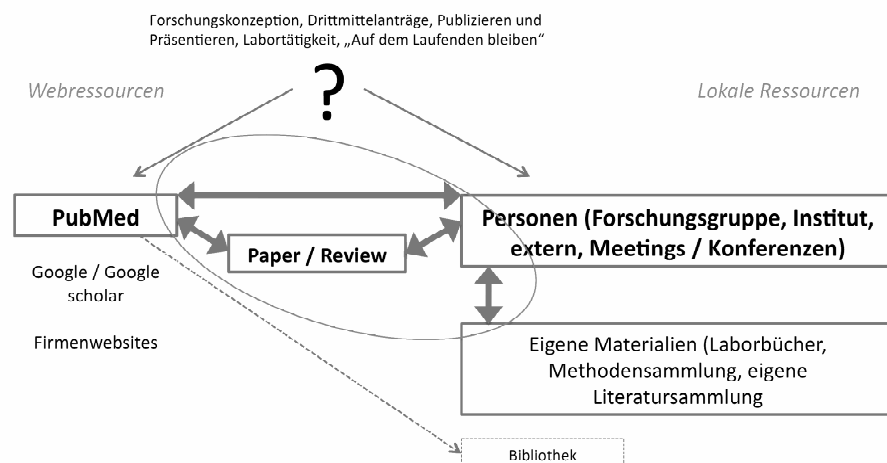 Forschungskonzeption, Drittmittelanträge, Publizieren und
Präsentieren, Labortätigkeit, „Auf dem Laufenden bleiben“
?
Webressourcen
Lokale Ressourcen
PubMed
Paper / Review
Personen (Forschungsgruppe, Institut,
extern, Meetings / Konferenzen)
Google / Google
scholar
Firmenwebsites
Eigene Materialien (Laborbücher,
Methodensammlung, eigene
Literatursammlung
Bibliothek